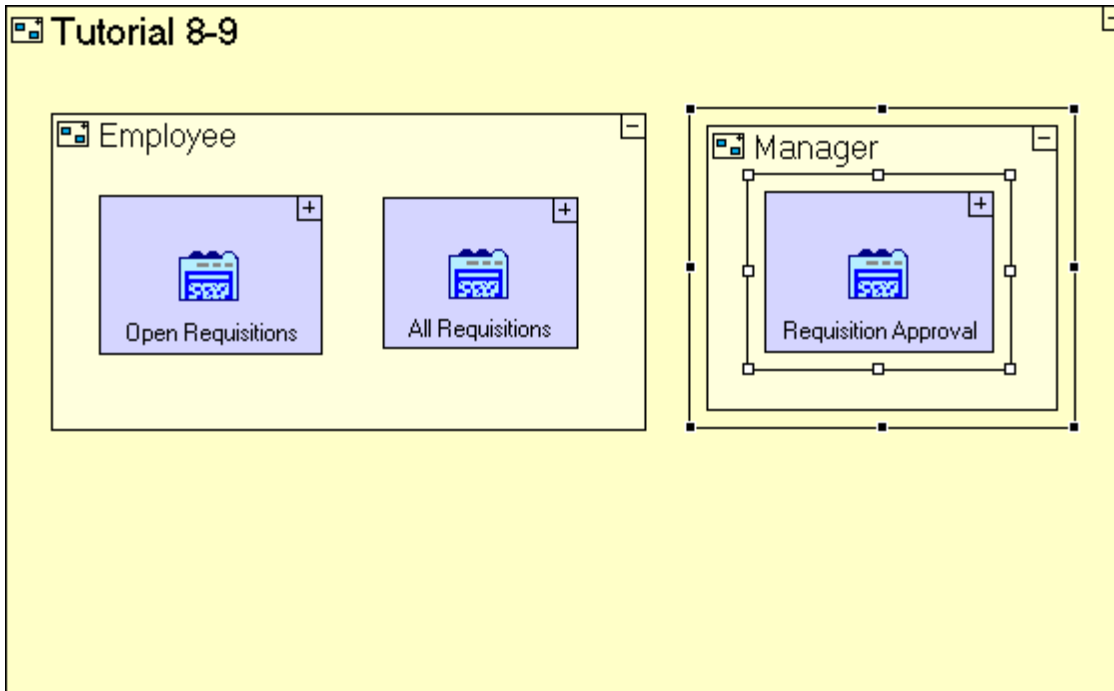 Tutorial 8-9
Employee
Manager
Open Requisitions
All Requisitions
Requisition Approval